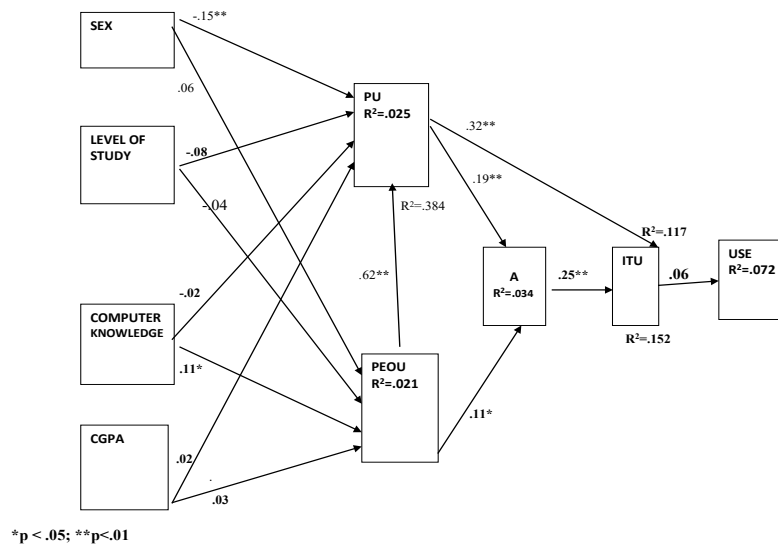 SEX
-.15**
.06
PU
R²=.025
LEVEL OF
STUDY
-.08
.32**
.19**
-.04
R²=.384
R²=.117
A
R²=.034
.25**
ITU
.06
USE
R²=.072
.62**
-.02
COMPUTER
KNOWLEDGE
.11*
R²=.152
PEOU
R²=.021
.11*
CGPA
.02
.03
*p < .05; **p<.01